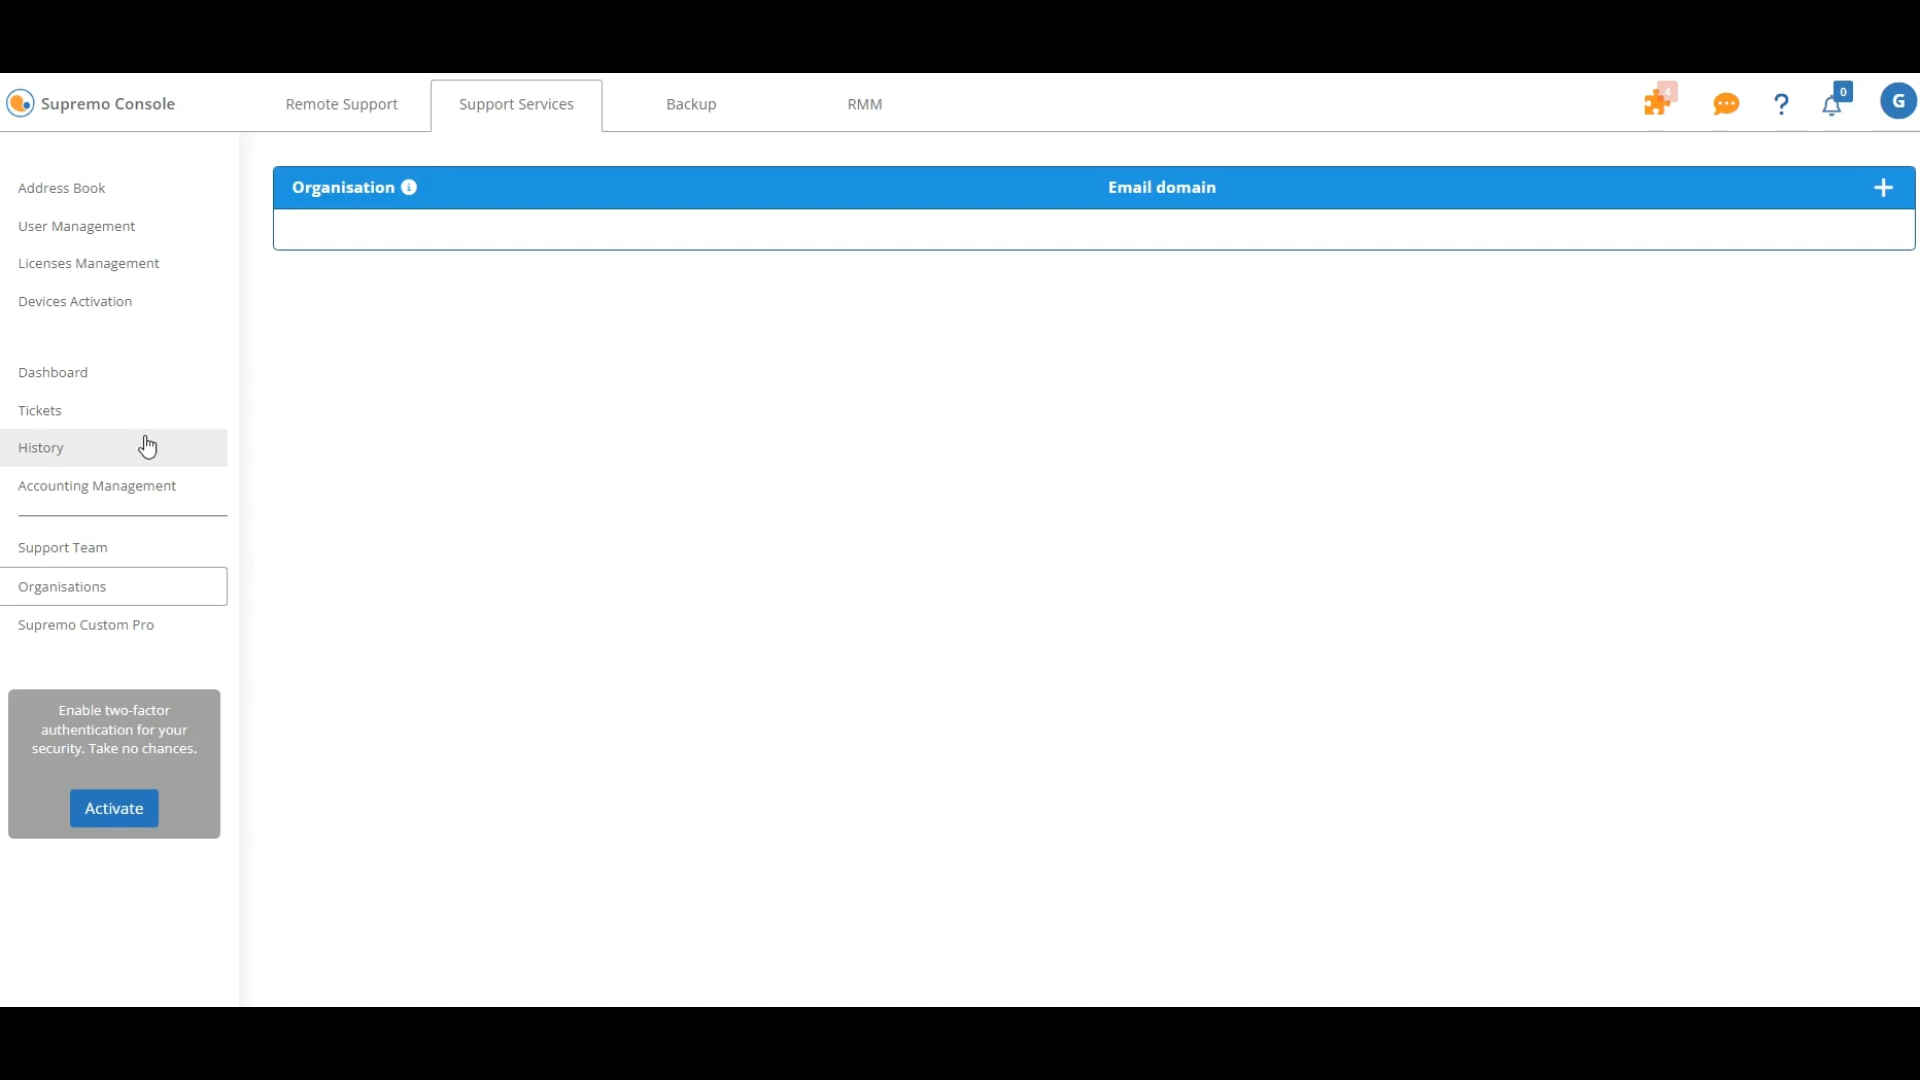 Supremo Console
Remote Support
Support Services
Backup
RMM
4
?
0
G
Address Book
User Management
Licenses Management
Devices Activation
Dashboard
Tickets
History
Accounting Management
Support Team
Organisations
Supremo Custom Pro
Enable two-factor
authentication for your
security. Take no chances.
Activate
Organisation i
Email domain
+